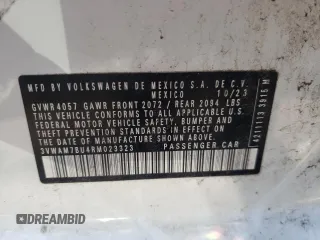 MFD BY VOLKSWAGEN DE MEXICO S.A. DE C.V.
MEXICO 10/23
GVWR 4057 GAWR FRONT 2072 / REAR 2094 LBS
THIS VEHICLE CONFORMS TO ALL APPLICABLE U.S.
FEDERAL MOTOR VEHICLE SAFETY, BUMPER AND
THEFT PREVENTION STANDARDS IN EFFECT ON THE
DATE OF MANUFACTURE SHOWN ABOVE.
3VWAM7BU4RM023323 PASSENGER CAR
©DREAMBID
DREAMBID.COM